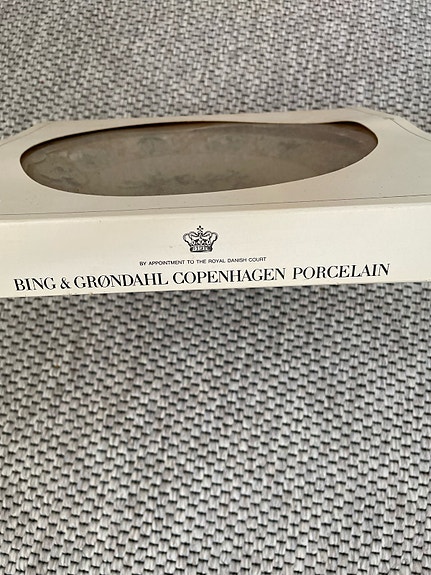 BY APPOINTMENT TO THE ROYAL DANISH COURT
BING & GRØNDAHL COPENHAGEN PORCELAIN